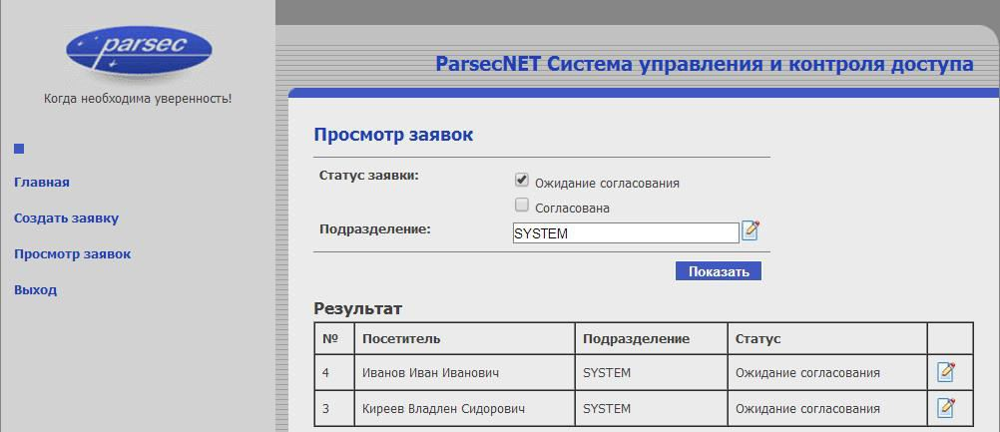 parsec
Когда необходима уверенность!
Главная
Создать заявку
Просмотр заявок
Выход
ParsecNET Система управления и контроля доступа
Просмотр заявок
Статус заявки:
Ожидание согласования
Согласована
Подразделение:
SYSTEM
Показать
Результат
№ Посетитель Подразделение Статус
4 Иванов Иван Иванович SYSTEM Ожидание согласования
3 Киреев Владлен Сидорович SYSTEM Ожидание согласования